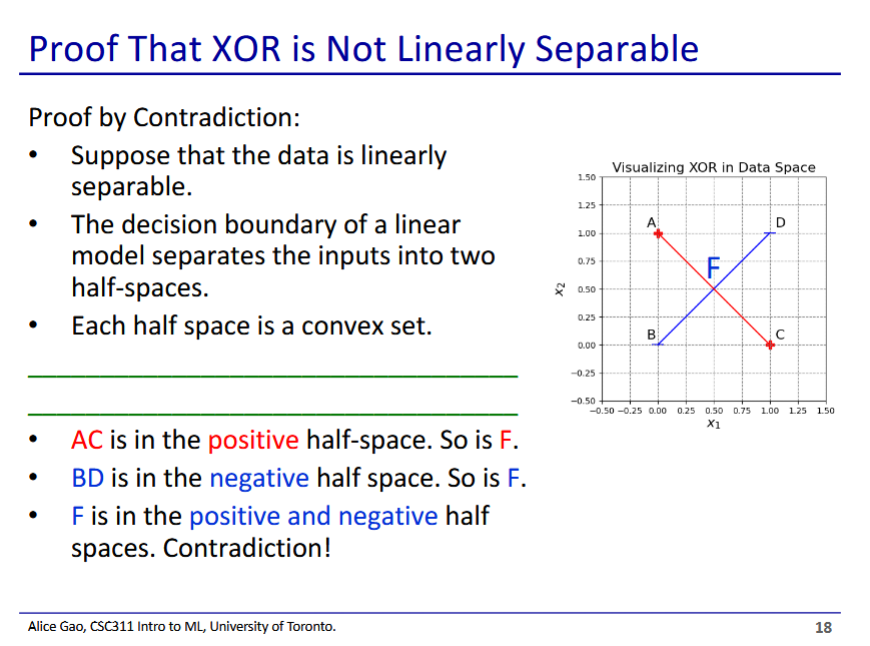 Proof That XOR is Not Linearly Separable
Proof by Contradiction:
• Suppose that the data is linearly
separable.
• The decision boundary of a linear
model separates the inputs into two
half-spaces.
• Each half space is a convex set.
• AC is in the positive half-space. So is F.
• BD is in the negative half space. So is F.
• F is in the positive and negative half
spaces. Contradiction!
Visualizing XOR in Data Space
1.50
1.25
1.00
0.75
0.50
0.25
0.00
−0.25
−0.50
x2
A
D
F
B
C
−0.50 −0.25 0.00 0.25 0.50 0.75 1.00 1.25 1.50
x1
Alice Gao, CSC311 Intro to ML, University of Toronto.
18